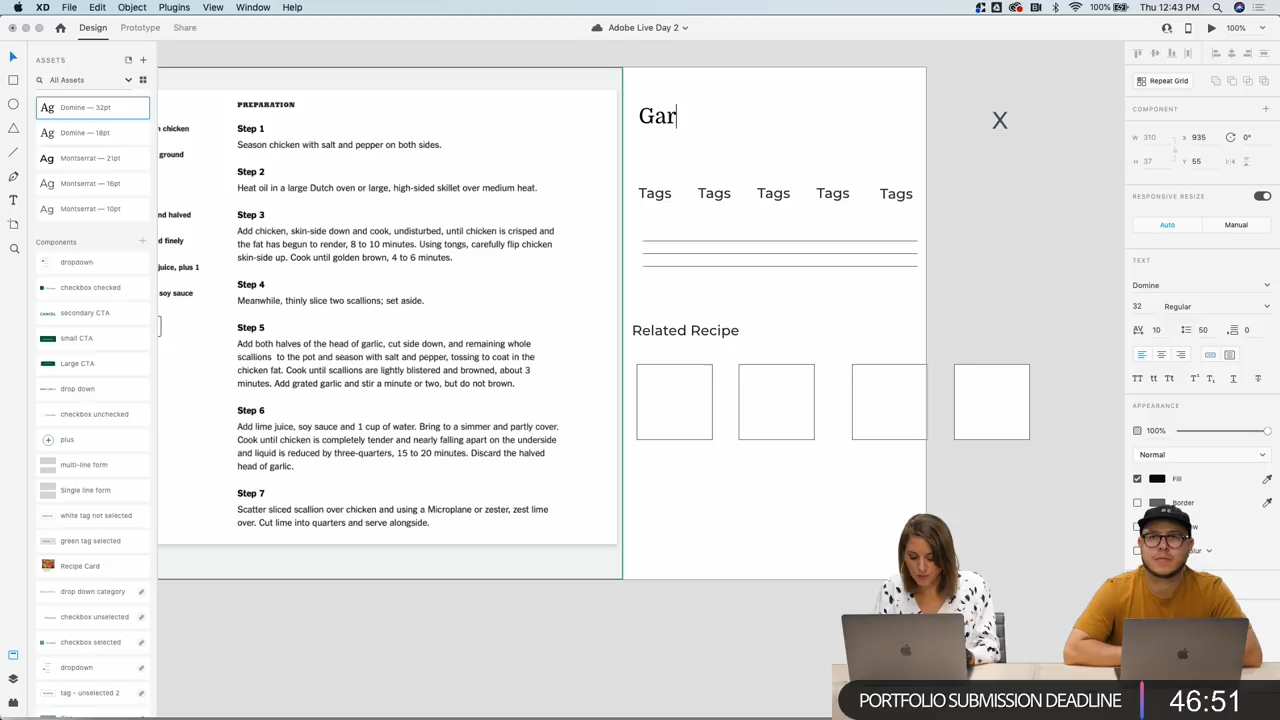 XD File Edit Object Plugins View Window Help
100% Thu 12:43 PM
Design Prototype Share
Adobe Live Day 2
100%
ASSETS
All Assets
Ag Domine — 32pt
Ag Domine — 18pt
Ag Montserrat — 21pt
Ag Montserrat — 16pt
Ag Montserrat — 10pt
Components
dropdown
checkbox checked
CANCEL secondary CTA
small CTA
Large CTA
drop down
checkbox unchecked
plus
multi-line form
Single line form
white tag not selected
green tag selected
Recipe Card
drop down category
checkbox unselected
checkbox selected
dropdown
tag - unselected 2
chicken
ground
nd halved
nd finely
juice, plus 1
soy sauce
PREPARATION
Step 1
Season chicken with salt and pepper on both sides.
Step 2
Heat oil in a large Dutch oven or large, high-sided skillet over medium heat.
Step 3
Add chicken, skin-side down and cook, undisturbed, until chicken is crisped and
the fat has begun to render, 8 to 10 minutes. Using tongs, carefully flip chicken
skin-side up. Cook until golden brown, 4 to 6 minutes.
Step 4
Meanwhile, thinly slice two scallions; set aside.
Step 5
Add both halves of the head of garlic, cut side down, and remaining whole
scallions to the pot and season with salt and pepper, tossing to coat in the
chicken fat. Cook until scallions are lightly blistered and browned, about 3
minutes. Add grated garlic and stir a minute or two, but do not brown.
Step 6
Add lime juice, soy sauce and 1 cup of water. Bring to a simmer and partly cover.
Cook until chicken is completely tender and nearly falling apart on the underside
and liquid is reduced by three-quarters, 15 to 20 minutes. Discard the halved
head of garlic.
Step 7
Scatter sliced scallion over chicken and using a Microplane or zester, zest lime
over. Cut lime into quarters and serve alongside.
Gar
X
Tags Tags Tags Tags Tags
Related Recipe
Repeat Grid
COMPONENT
W 310 X 935 0°
H 37 Y 55
RESPONSIVE RESIZE
Auto Manual
TEXT
Domine
32 Regular
AV 10 50 0
TT tt Tt T¹ T₁ T T
APPEARANCE
100%
Normal
Fill
Border
PORTFOLIO SUBMISSION DEADLINE 46:51